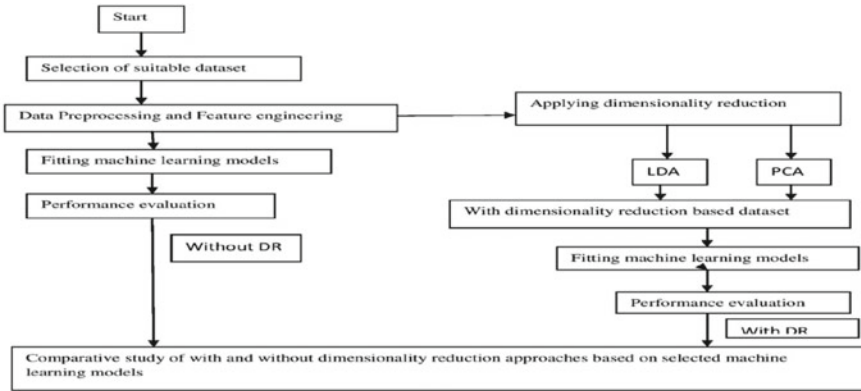 Start
Selection of suitable dataset
Data Preprocessing and Feature engineering
Applying dimensionality reduction
Fitting machine learning models
LDA
PCA
Performance evaluation
With dimensionality reduction based dataset
Without DR
Fitting machine learning models
Performance evaluation
With DR
Comparative study of with and without dimensionality reduction approaches based on selected machine
learning models